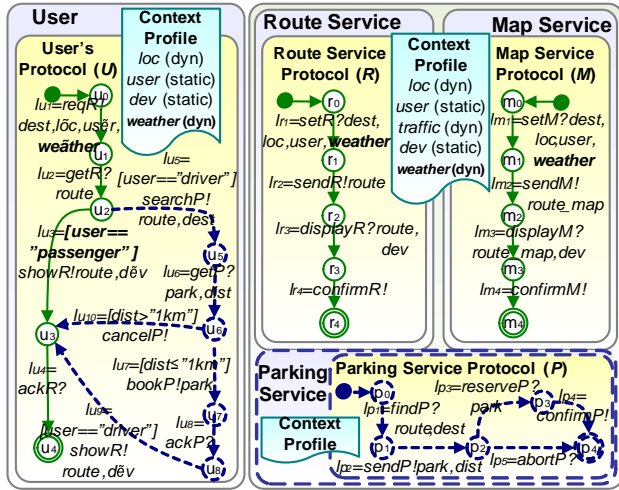 User
User's
Protocol (U)
Context
Profile
loc (dyn)
user (static)
dev (static)
weather (dyn)
u0
lu1=reqR!
dest,lõc,usẽr,
weãther
u1
lu2=getR?
route
u2
lu5=
[user=="driver"]
searchP!
route,dest
lu3=[user==
"passenger"]
showR!route,dẽv
u5
lu6=getP?
park,dist
u3
lu10=[dist>"1km"]
cancelP!
u6
lu7=[dist≤"1km"]
bookP!park
lu4=
ackR?
u7
lu8=
ackP?
lu9=
[user=="driver"]
showR!
route,dẽv
u4
u8
Route Service
Route Service
Protocol (R)
r0
lr1=setR?dest,
loc,user,weather
r1
lr2=sendR!route
r2
lr3=displayR?route,
dev
r3
lr4=confirmR!
r4
Context
Profile
loc (dyn)
user (static)
traffic (dyn)
dev (static)
weather (dyn)
Map Service
Map Service
Protocol (M)
m0
lm1=setM?dest,
loc,user,
weather
m1
lm2=sendM!
route_map
m2
lm3=displayM?
route_map,dev
m3
lm4=confirmM!
m4
Parking
Service
Parking Service Protocol (P)
Context
Profile
p0
lp1=findP?
route,dest
p1
lp2=sendP!park,dist
p2
lp3=reserveP?
park
p3
lp4=
confirmP!
p4
lp5=abortP?